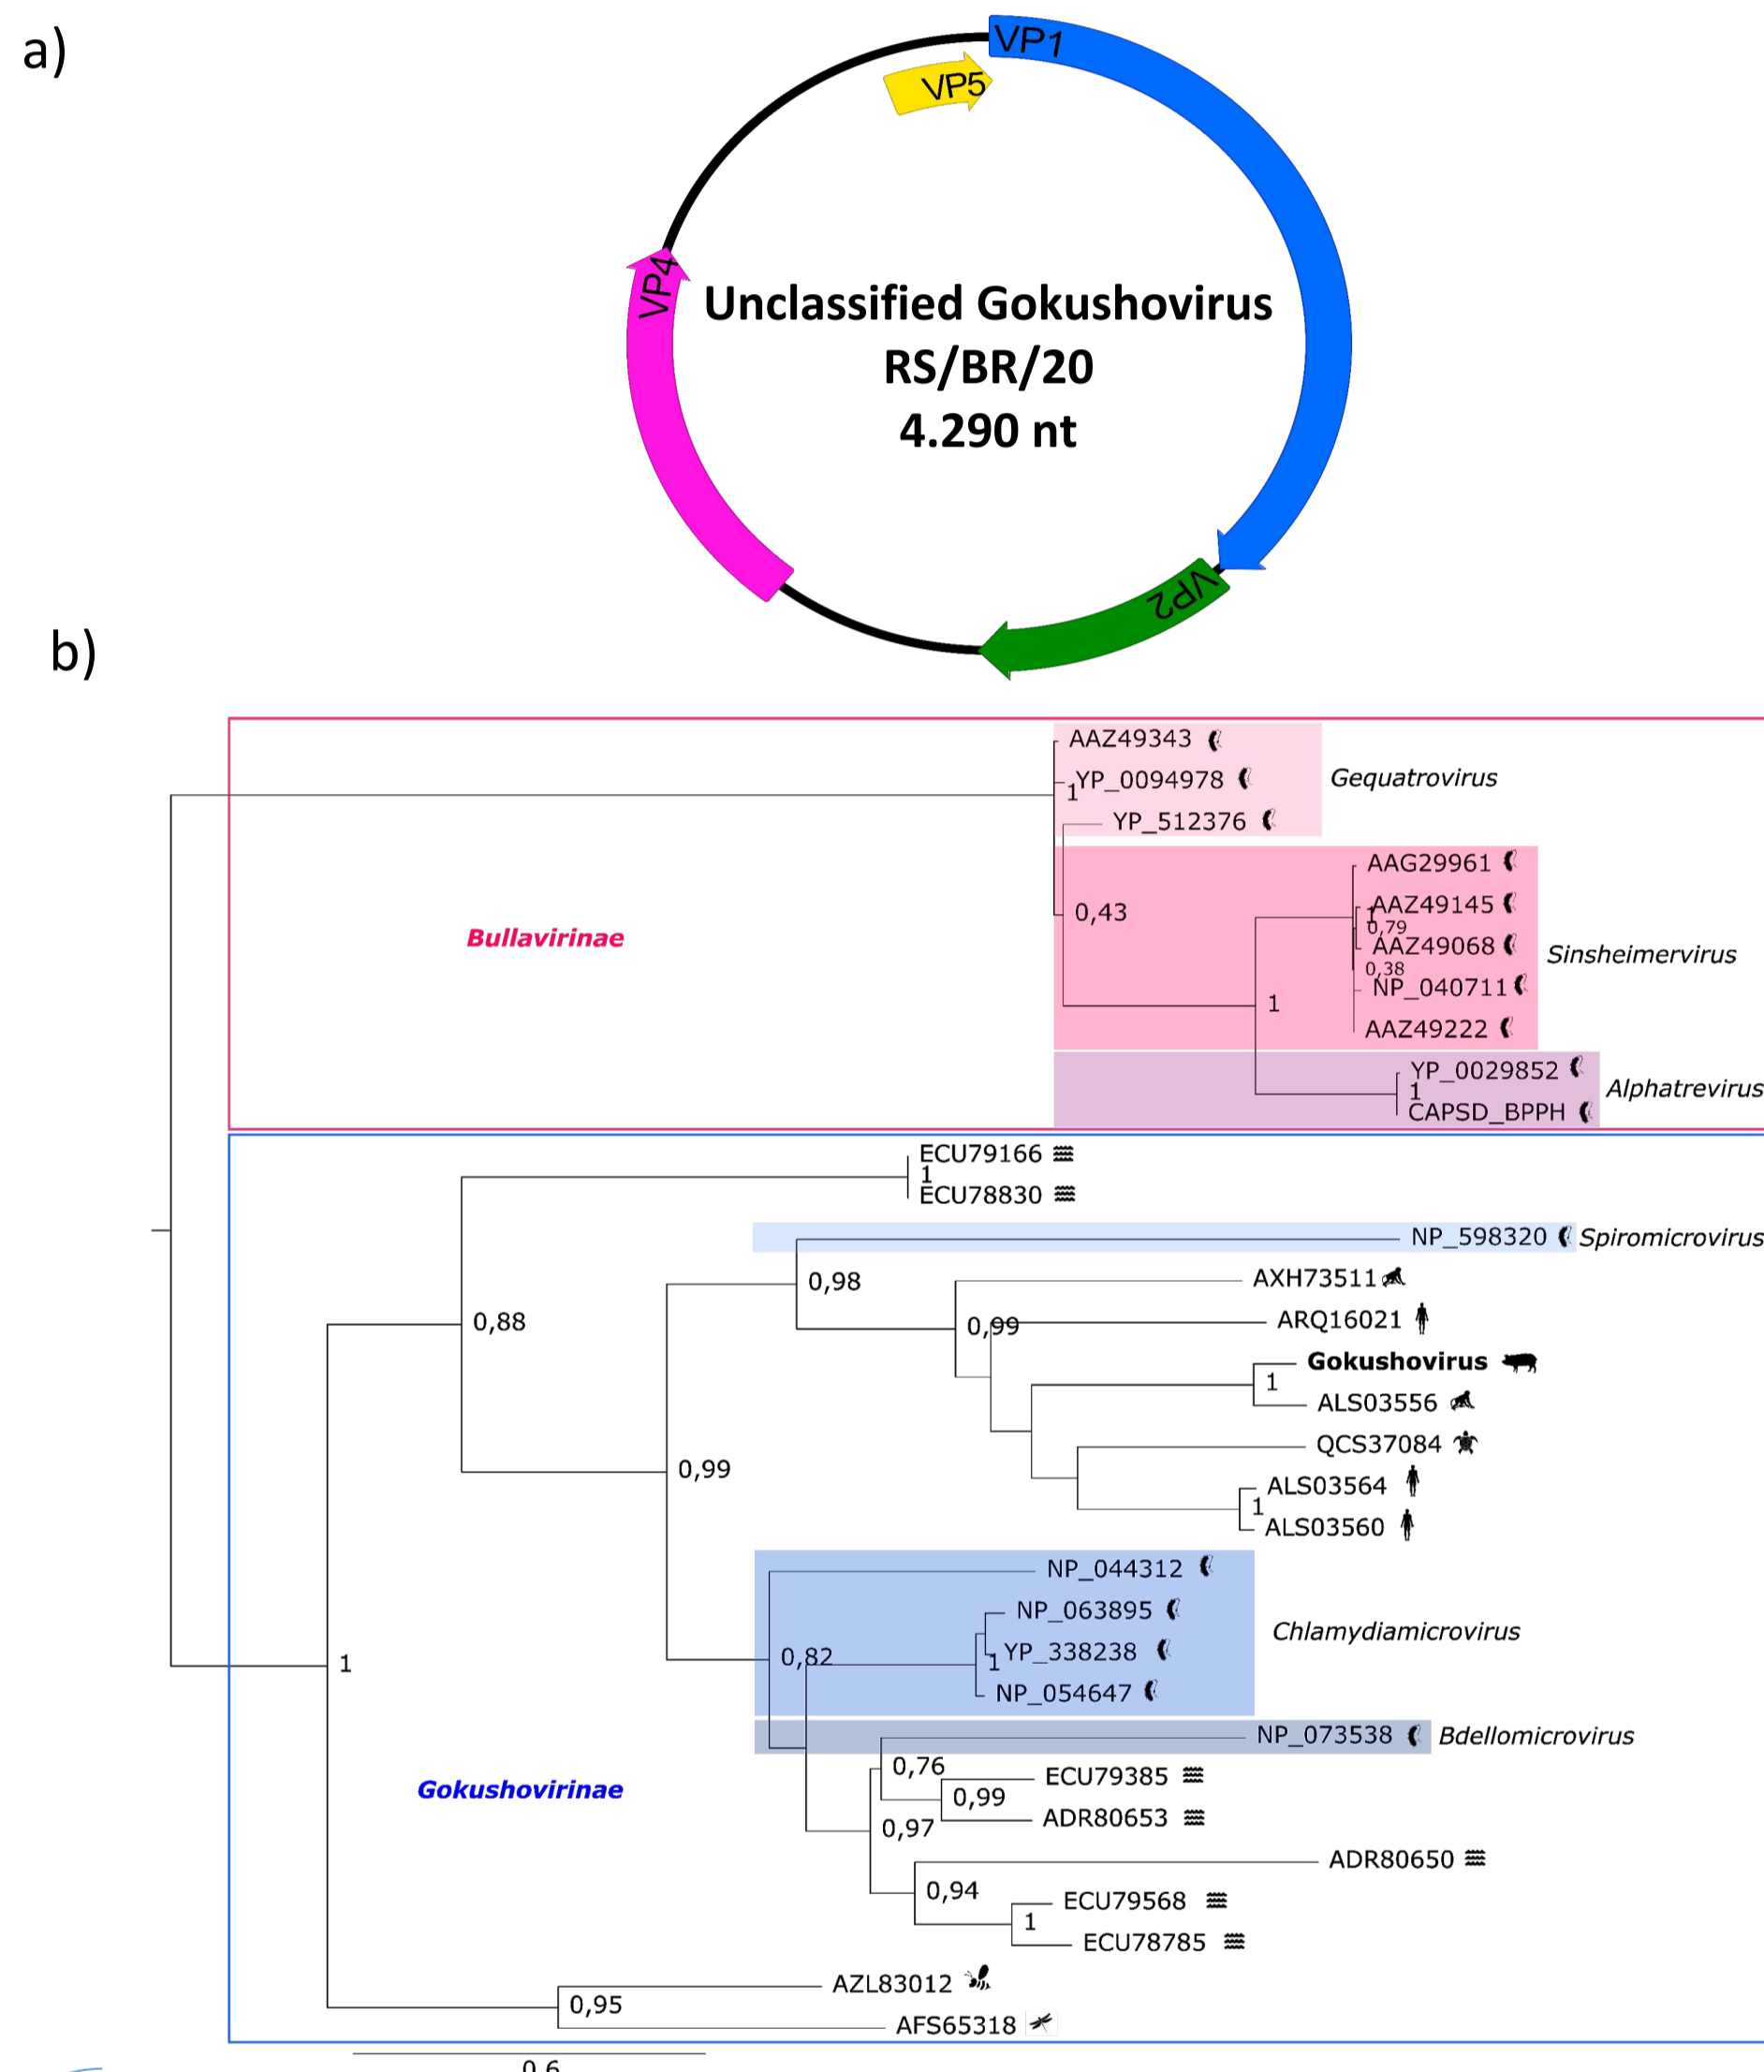 a)
VP1
VP5
VP4
Unclassified Gokushovirus
RS/BR/20
4.290 nt
VP2
b)
AAZ49343
YP_0094978
1
Gequatrovirus
YP_512376
AAG29961
0,43
AAZ49145
1
0,79
Bullavirinae
AAZ49068
Sinsheimervirus
0,38
NP_040711
1
AAZ49222
YP_0029852
1
Alphatrevirus
CAPSD_BPPH
ECU79166
1
ECU78830
NP_598320
Spiromicrovirus
0,98
AXH73511
0,88
0,99
ARQ16021
Gokushovirus
1
ALS03556
QCS37084
0,99
ALS03564
1
ALS03560
NP_044312
NP_063895
Chlamydiamicrovirus
0,82
YP_338238
1
1
NP_054647
NP_073538
Bdellomicrovirus
0,76
ECU79385
Gokushovirinae
0,99
ADR80653
0,97
ADR80650
0,94
ECU79568
1
ECU78785
AZL83012
0,95
AFS65318
0,6